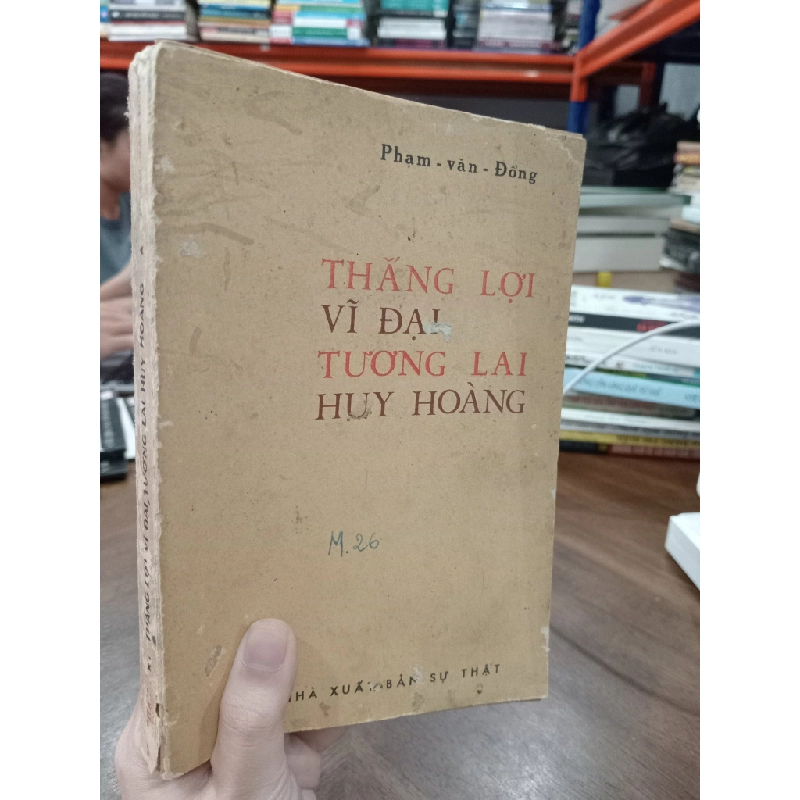 Phạm - văn - Đồng
THẮNG LỢI
VĨ ĐẠI
TƯƠNG LAI
HUY HOÀNG
M.26
NHÀ XUẤT BẢN SỰ THẬT
THẮNG LỢI VĨ ĐẠI, TƯƠNG LAI HUY HOÀNG